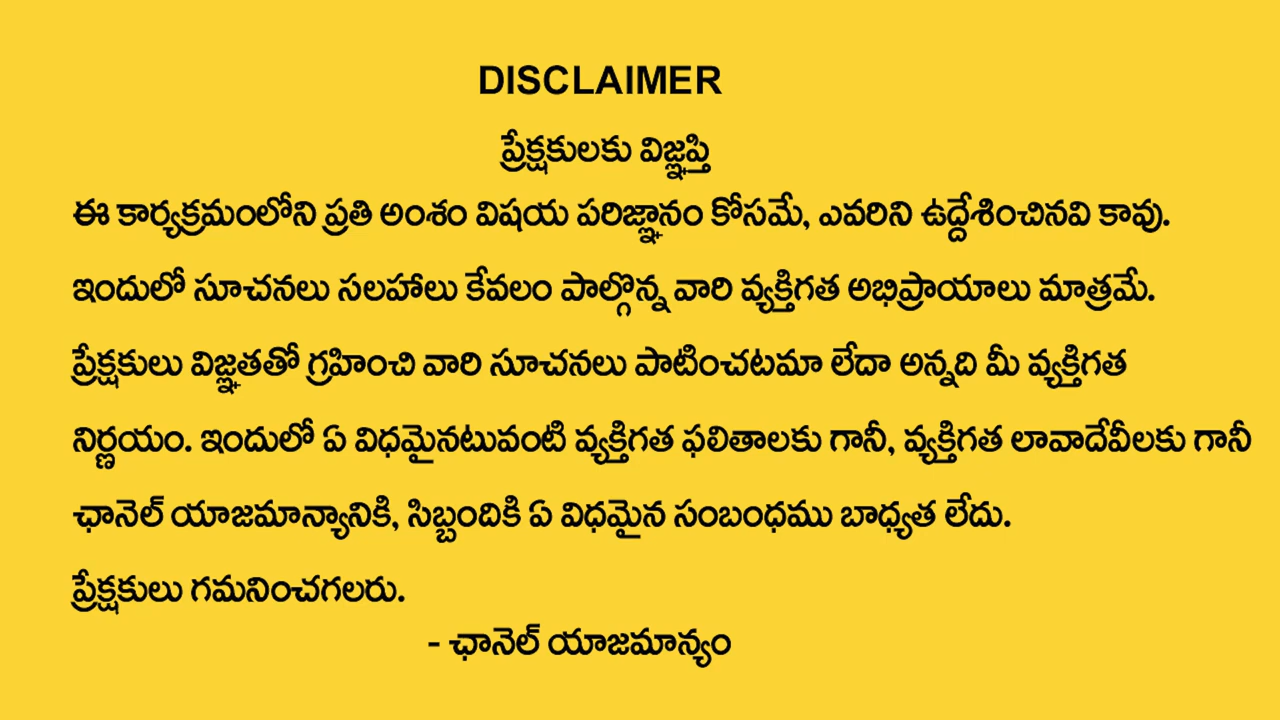 DISCLAIMER
ప్రేక్షకులకు విజ్ఞప్తి
ఈ కార్యక్రమంలోని ప్రతి అంశం విషయ పరిజ్ఞానం కోసమే, ఎవరిని ఉద్దేశించినవి కావు.
ఇందులో సూచనలు సలహాలు కేవలం పాల్గొన్న వారి వ్యక్తిగత అభిప్రాయాలు మాత్రమే.
ప్రేక్షకులు విజ్ఞతతో గ్రహించి వారి సూచనలు పాటించటమా లేదా అన్నది మీ వ్యక్తిగత
నిర్ణయం. ఇందులో ఏ విధమైనటువంటి వ్యక్తిగత ఫలితాలకు గానీ, వ్యక్తిగత లావాదేవీలకు గానీ
ఛానెల్ యాజమాన్యానికి, సిబ్బందికి ఏ విధమైన సంబంధము బాధ్యత లేదు.
ప్రేక్షకులు గమనించగలరు.
- ఛానెల్ యాజమాన్యం